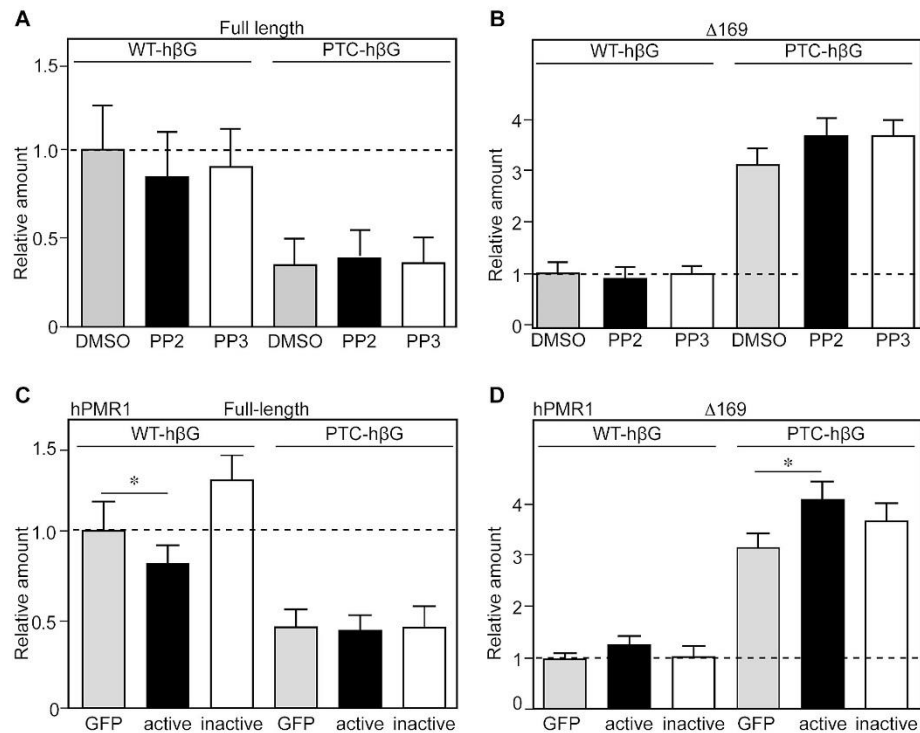 A
Full length
WT-hβG PTC-hβG
Relative amount
1.5
1.0
0.5
0
DMSO PP2 PP3 DMSO PP2 PP3
B
Δ169
WT-hβG PTC-hβG
Relative amount
4
3
2
1
0
DMSO PP2 PP3 DMSO PP2 PP3
C
hPMR1 Full-length
WT-hβG PTC-hβG
*
Relative amount
1.5
1.0
0.5
0
GFP active inactive GFP active inactive
D
hPMR1 Δ169
WT-hβG PTC-hβG
*
Relative amount
4
3
2
1
0
GFP active inactive GFP active inactive